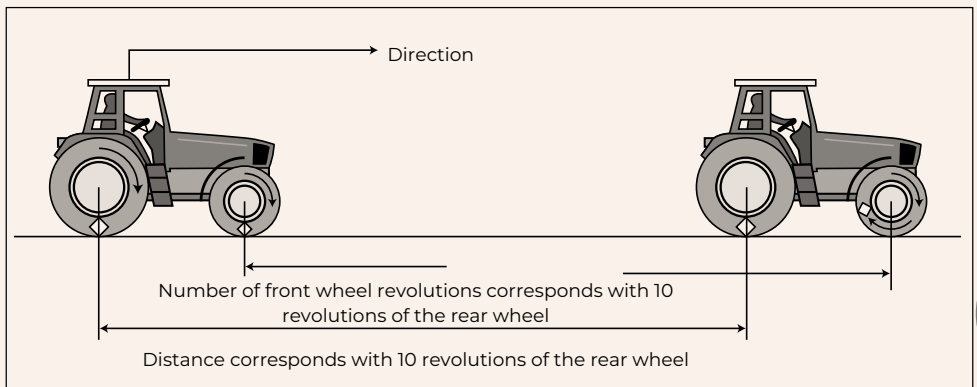 Direction
Number of front wheel revolutions corresponds with 10
revolutions of the rear wheel
Distance corresponds with 10 revolutions of the rear wheel